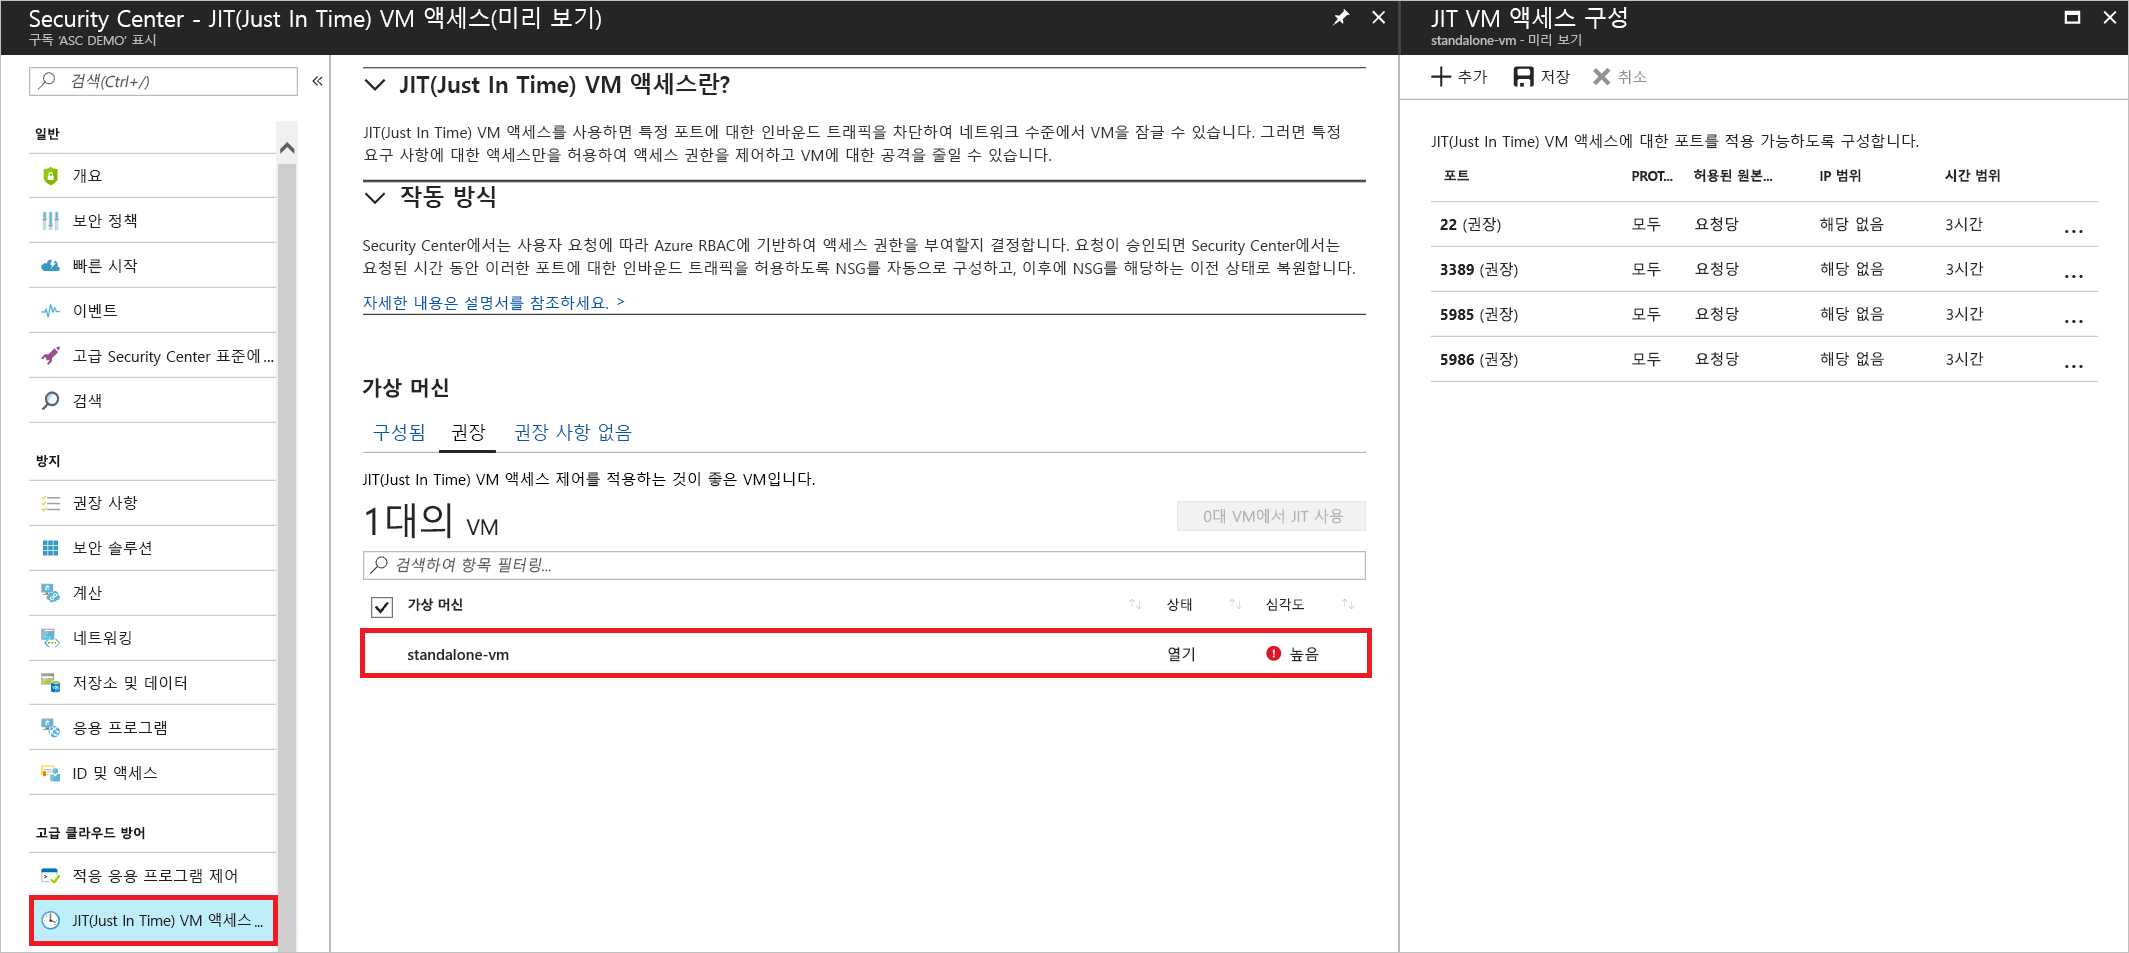 Security Center - JIT(Just In Time) VM 액세스(미리 보기)
구독 'ASC DEMO' 표시
검색(Ctrl+/)
«
일반
개요
보안 정책
빠른 시작
이벤트
고급 Security Center 표준에...
검색
방지
권장 사항
보안 솔루션
계산
네트워킹
저장소 및 데이터
응용 프로그램
ID 및 액세스
고급 클라우드 방어
적응 응용 프로그램 제어
JIT(Just In Time) VM 액세스...
JIT(Just In Time) VM 액세스란?
JIT(Just In Time) VM 액세스를 사용하면 특정 포트에 대한 인바운드 트래픽을 차단하여 네트워크 수준에서 VM을 잠글 수 있습니다. 그러면 특정
요구 사항에 대한 액세스만을 허용하여 액세스 권한을 제어하고 VM에 대한 공격을 줄일 수 있습니다.
작동 방식
Security Center에서는 사용자 요청에 따라 Azure RBAC에 기반하여 액세스 권한을 부여할지 결정합니다. 요청이 승인되면 Security Center에서는
요청된 시간 동안 이러한 포트에 대한 인바운드 트래픽을 허용하도록 NSG를 자동으로 구성하고, 이후에 NSG를 해당하는 이전 상태로 복원합니다.
자세한 내용은 설명서를 참조하세요. >
가상 머신
구성됨 권장 권장 사항 없음
JIT(Just In Time) VM 액세스 제어를 적용하는 것이 좋은 VM입니다.
1대의 VM
0대 VM에서 JIT 사용
검색하여 항목 필터링...
가상 머신 상태 심각도
standalone-vm 열기 높음
JIT VM 액세스 구성
standalone-vm - 미리 보기
추가 저장 취소
JIT(Just In Time) VM 액세스에 대한 포트를 적용 가능하도록 구성합니다.
포트 PROT... 허용된 원본... IP 범위 시간 범위
22 (권장) 모두 요청당 해당 없음 3시간 ...
3389 (권장) 모두 요청당 해당 없음 3시간 ...
5985 (권장) 모두 요청당 해당 없음 3시간 ...
5986 (권장) 모두 요청당 해당 없음 3시간 ...